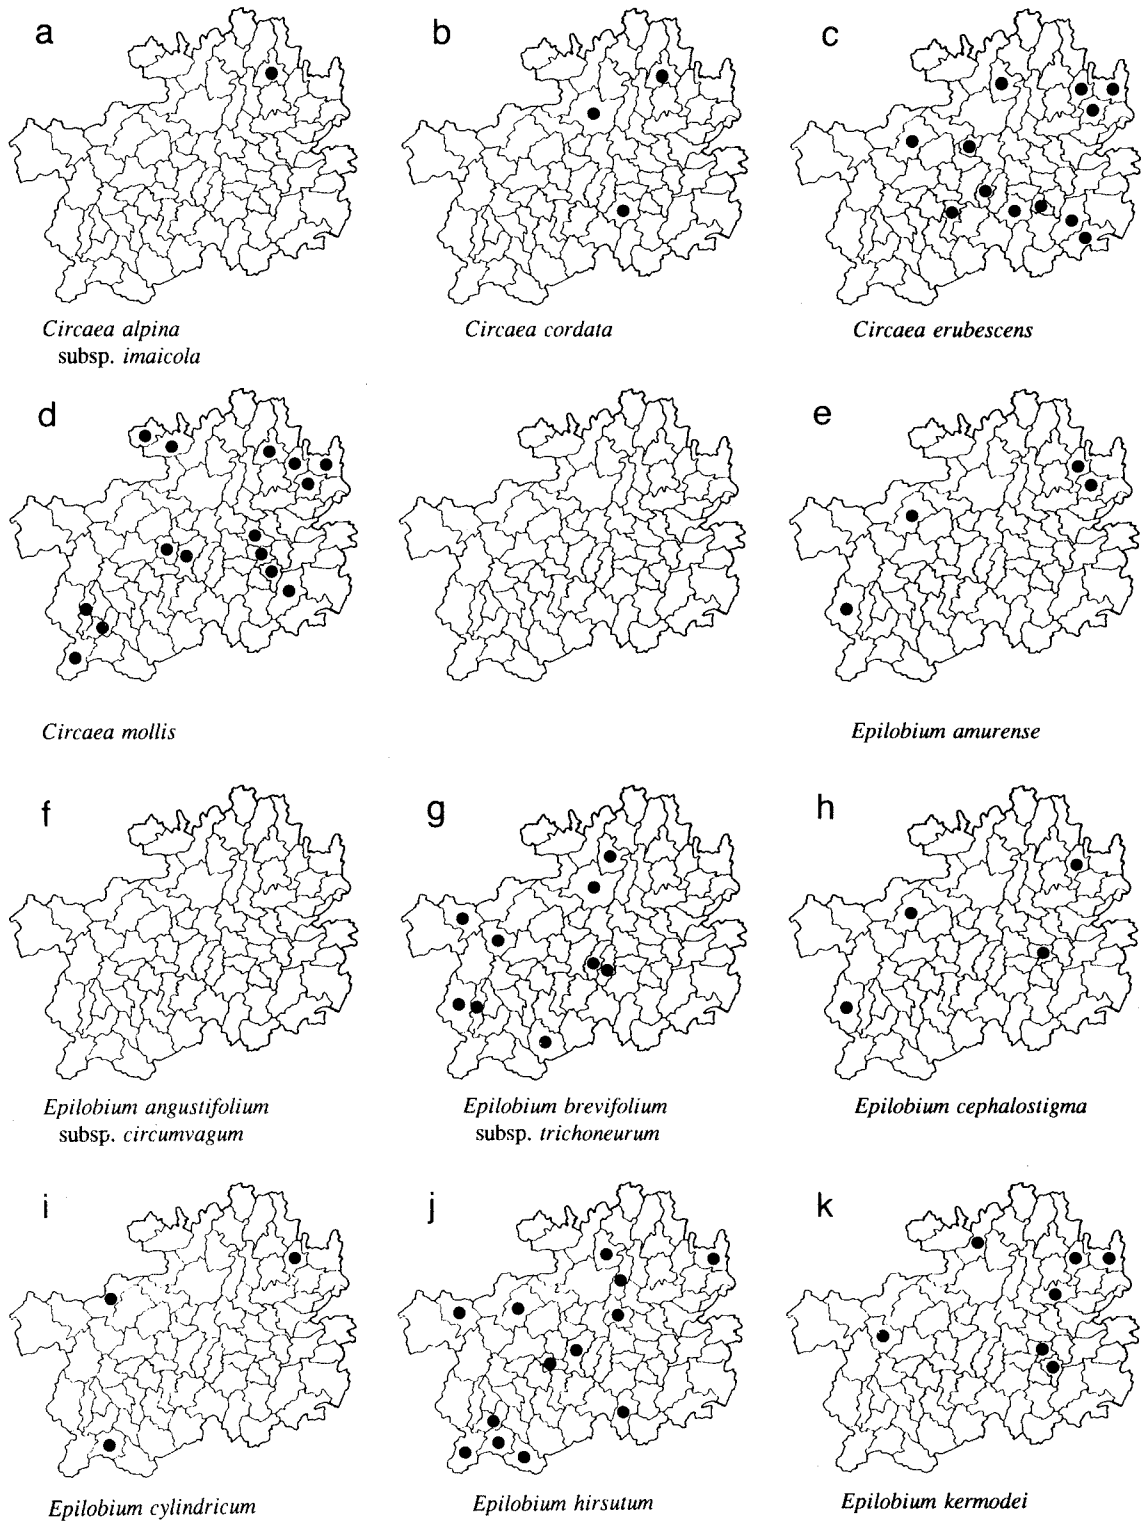 a
b
c
Circaea alpina
subsp. imaicola
Circaea cordata
Circaea erubescens
d
e
Circaea mollis
Epilobium amurense
f
g
h
Epilobium angustifolium
subsp. circumvagum
Epilobium brevifolium
subsp. trichoneurum
Epilobium cephalostigma
i
j
k
Epilobium cylindricum
Epilobium hirsutum
Epilobium kermodei